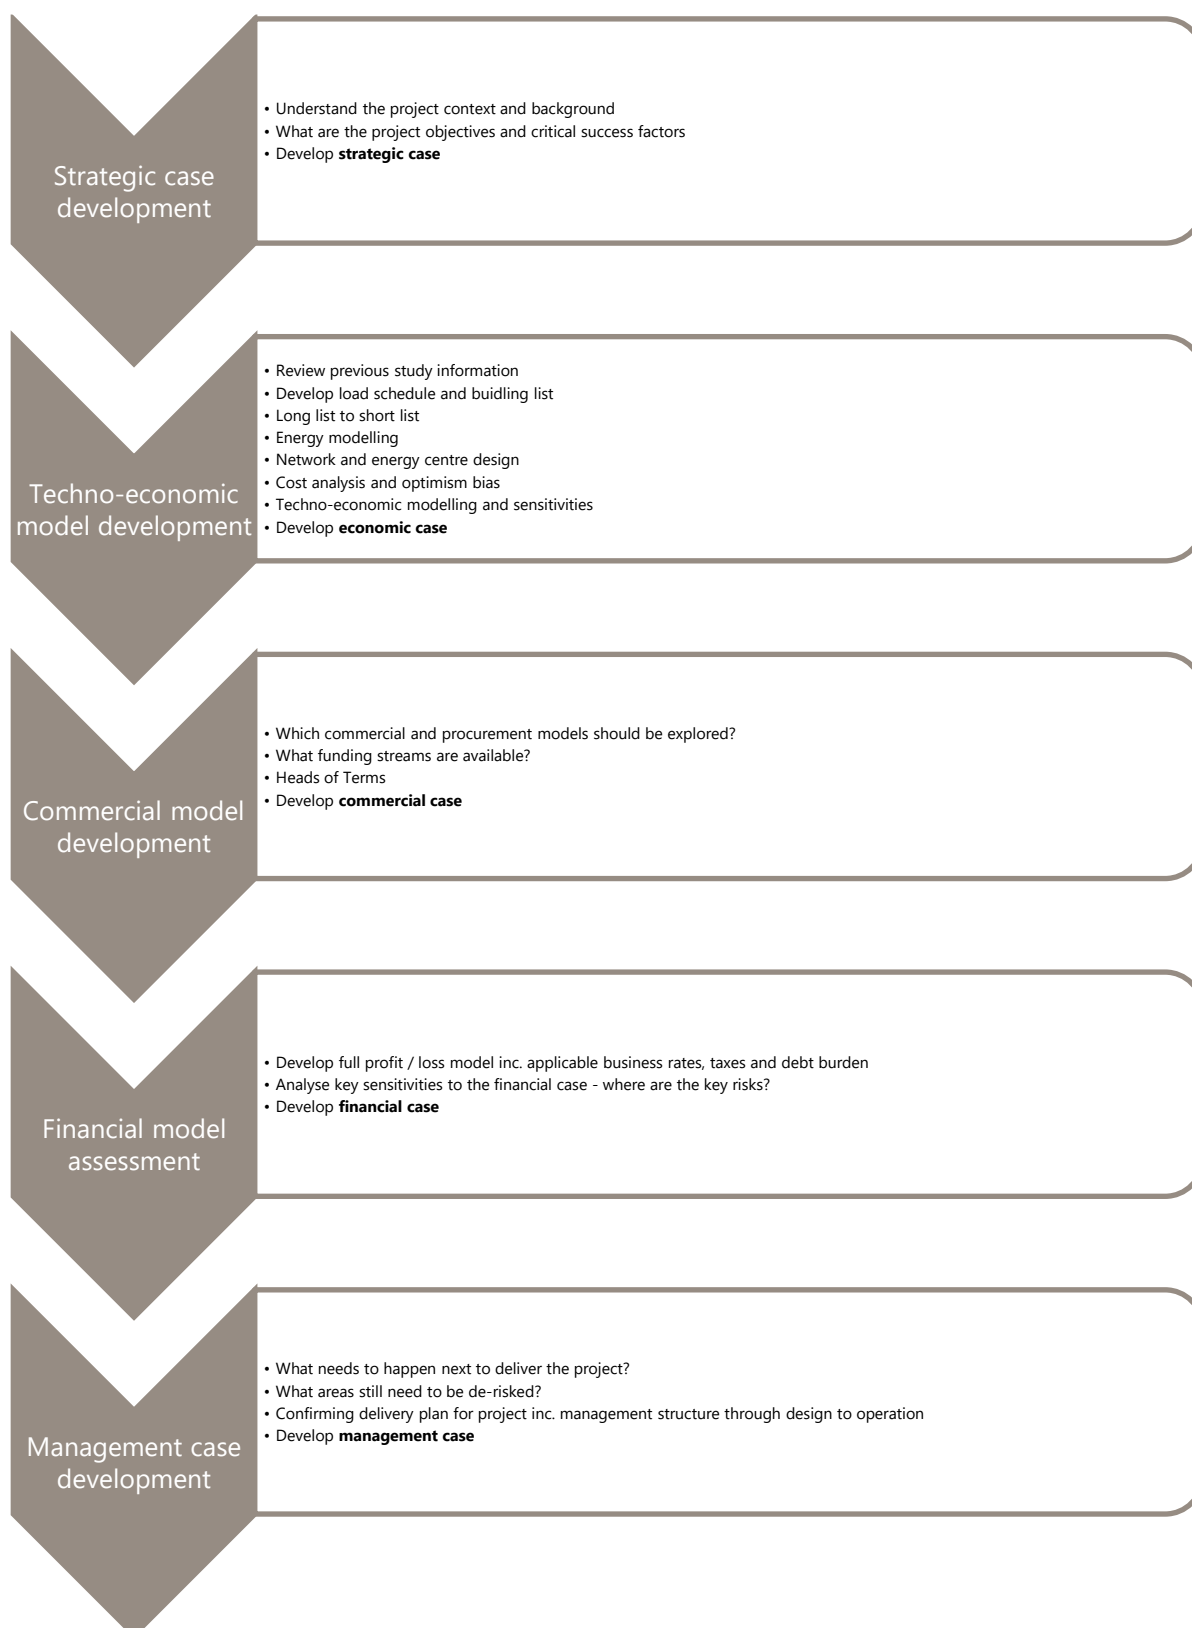 Strategic case
development
• Understand the project context and background
• What are the project objectives and critical success factors
• Develop strategic case
Techno-economic
model development
• Review previous study information
• Develop load schedule and buidling list
• Long list to short list
• Energy modelling
• Network and energy centre design
• Cost analysis and optimism bias
• Techno-economic modelling and sensitivities
• Develop economic case
Commercial model
development
• Which commercial and procurement models should be explored?
• What funding streams are available?
• Heads of Terms
• Develop commercial case
Financial model
assessment
• Develop full profit / loss model inc. applicable business rates, taxes and debt burden
• Analyse key sensitivities to the financial case - where are the key risks?
• Develop financial case
Management case
development
• What needs to happen next to deliver the project?
• What areas still need to be de-risked?
• Confirming delivery plan for project inc. management structure through design to operation
• Develop management case